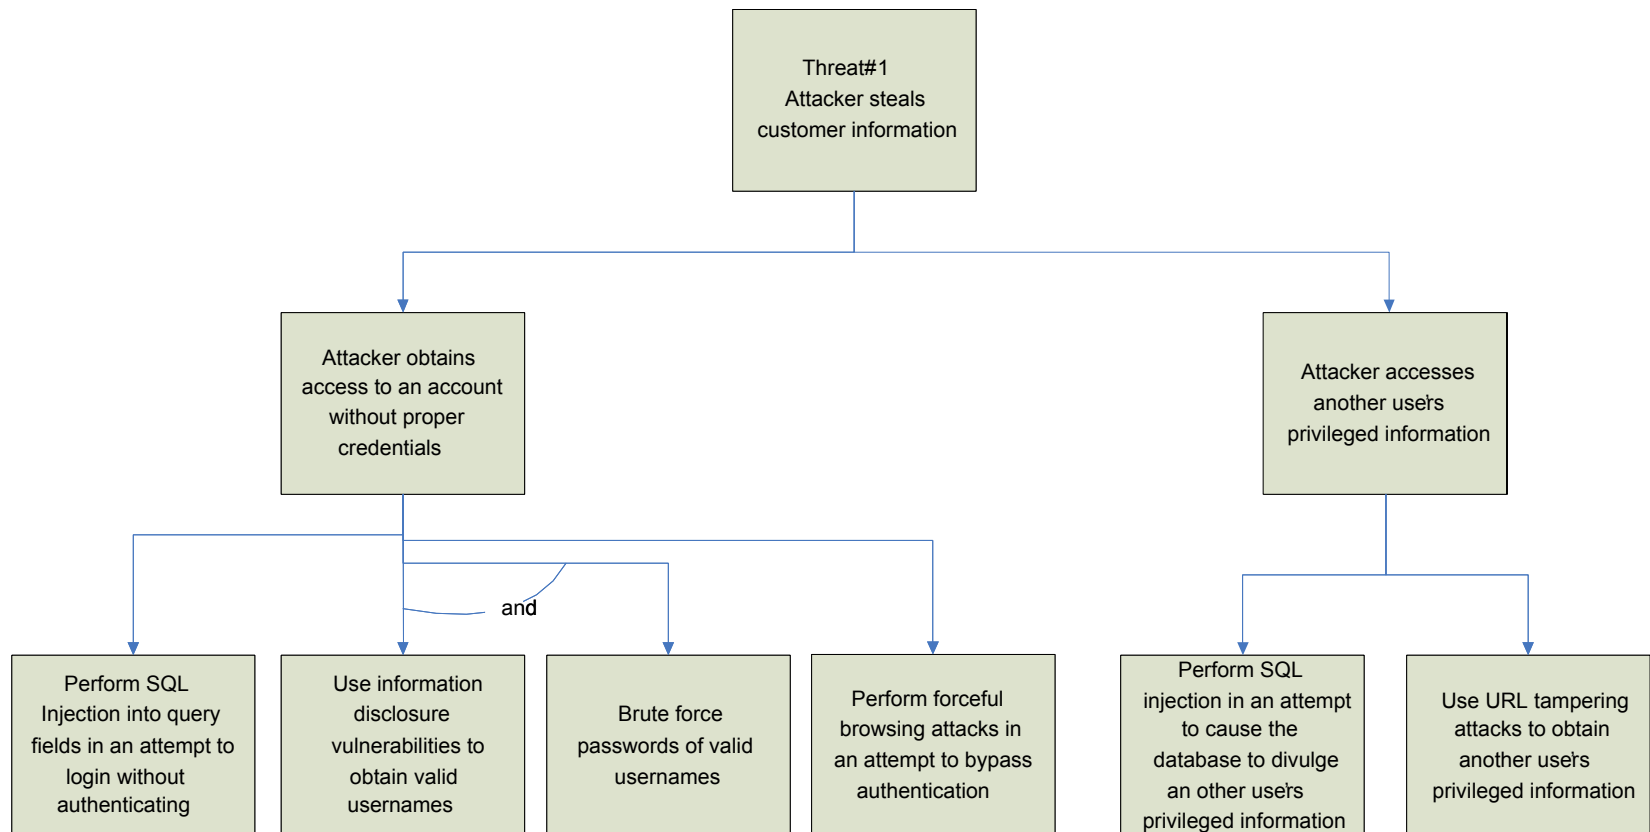 Threat#1
Attacker steals
customer information
Attacker obtains
access to an account
without proper
credentials
Attacker accesses
another user's
privileged information
and
Perform SQL
Injection into query
fields in an attempt to
login without
authenticating
Use information
disclosure
vulnerabilities to
obtain valid
usernames
Brute force
passwords of valid
usernames
Perform forceful
browsing attacks in
an attempt to bypass
authentication
Perform SQL
injection in an attempt
to cause the
database to divulge
an other user's
privileged information
Use URL tampering
attacks to obtain
another user's
privileged information